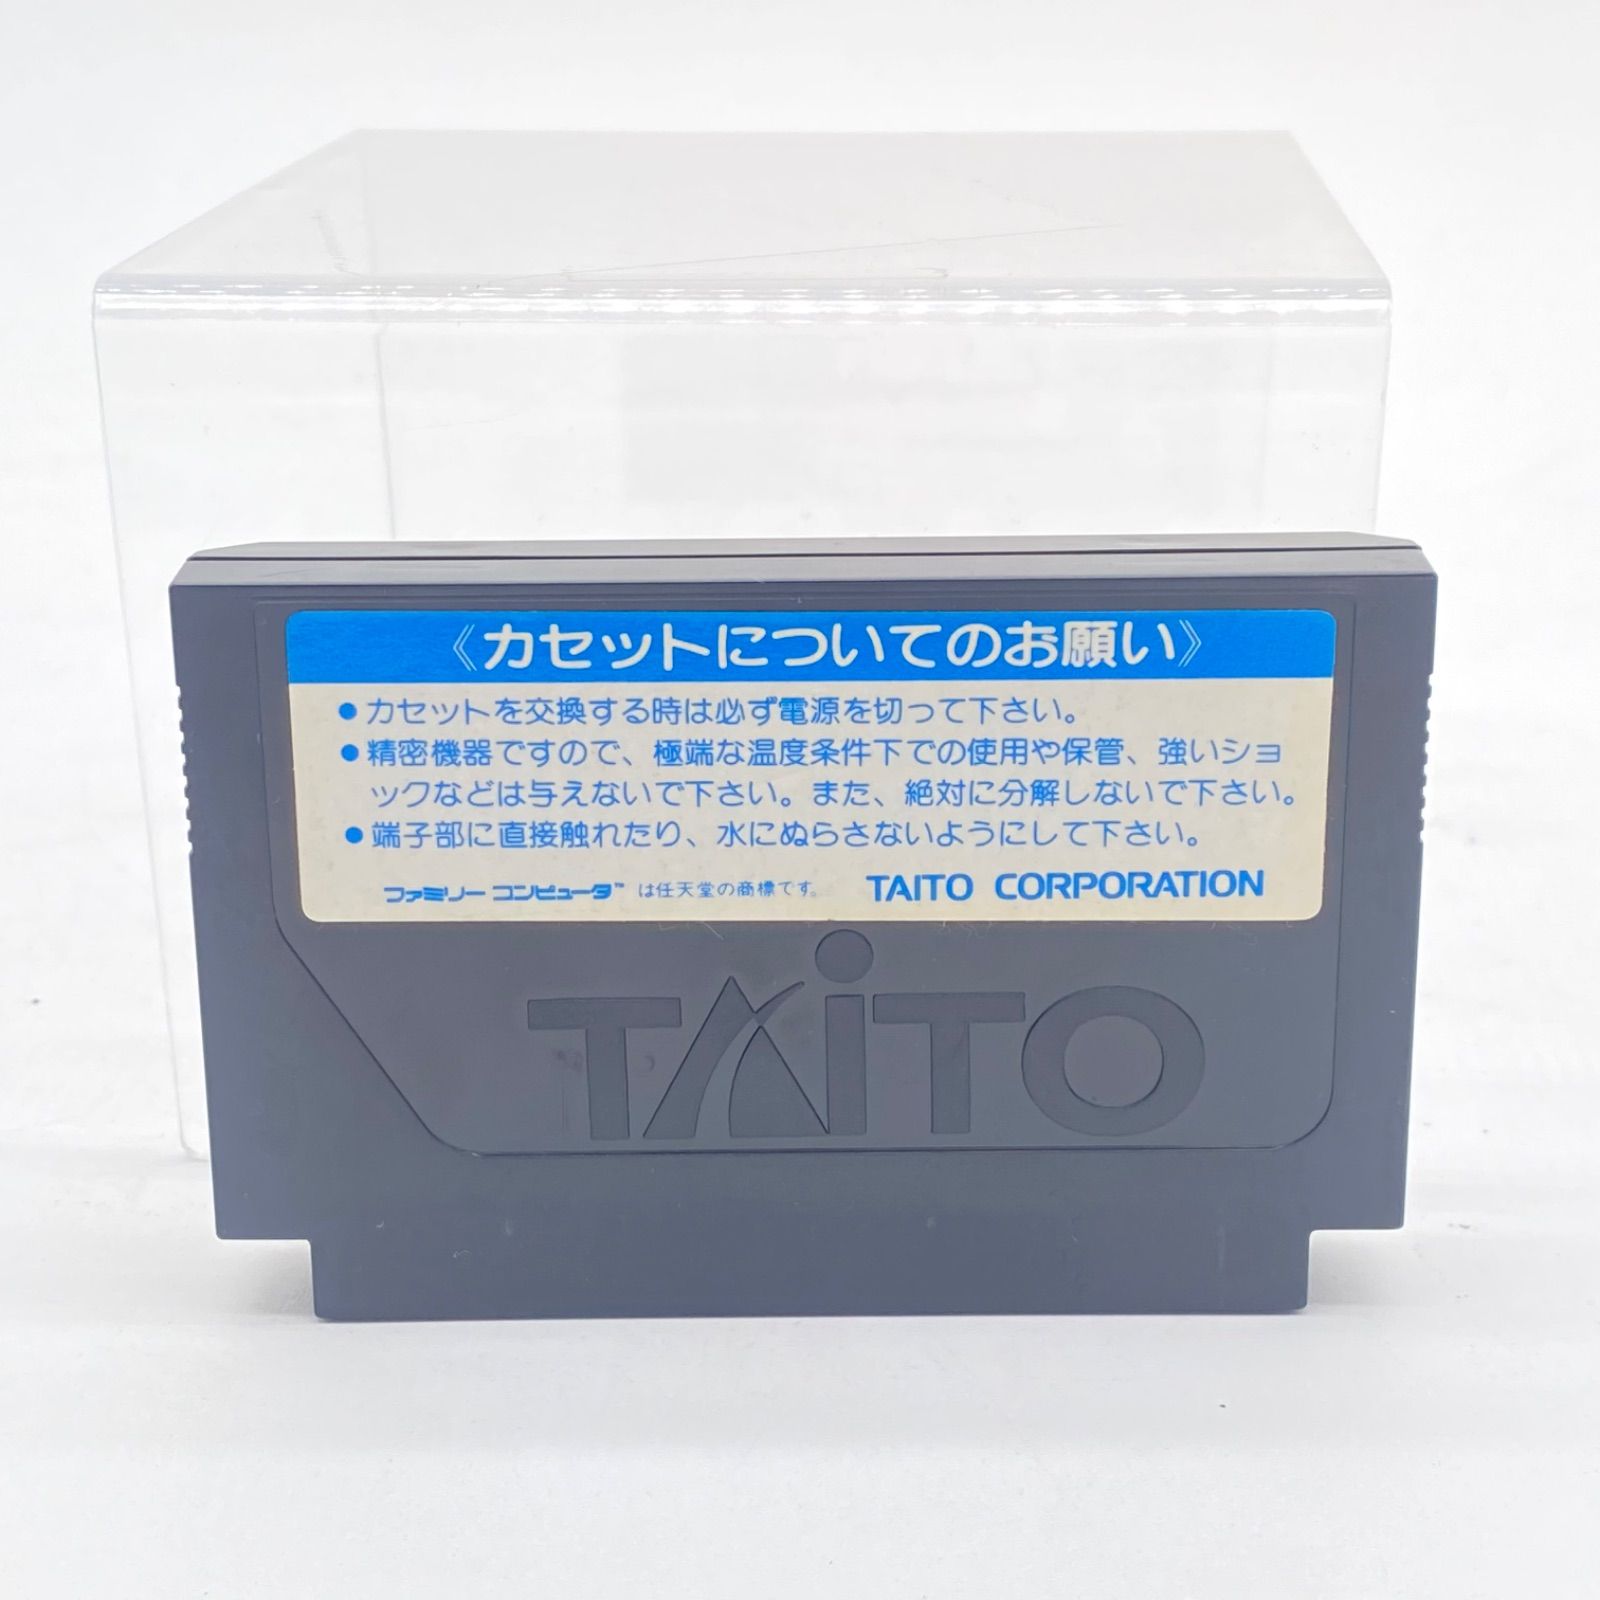 《カセットについてのお願い》
●カセットを交換する時は必ず電源を切って下さい。
●精密機器ですので、極端な温度条件下での使用や保管、強いショ
ックなどは与えないで下さい。また、絶対に分解しないで下さい。
●端子部に直接触れたり、水にぬらさないようにして下さい。
ファミリーコンピュータ™ は任天堂の商標です。 TAITO CORPORATION
TAiTO